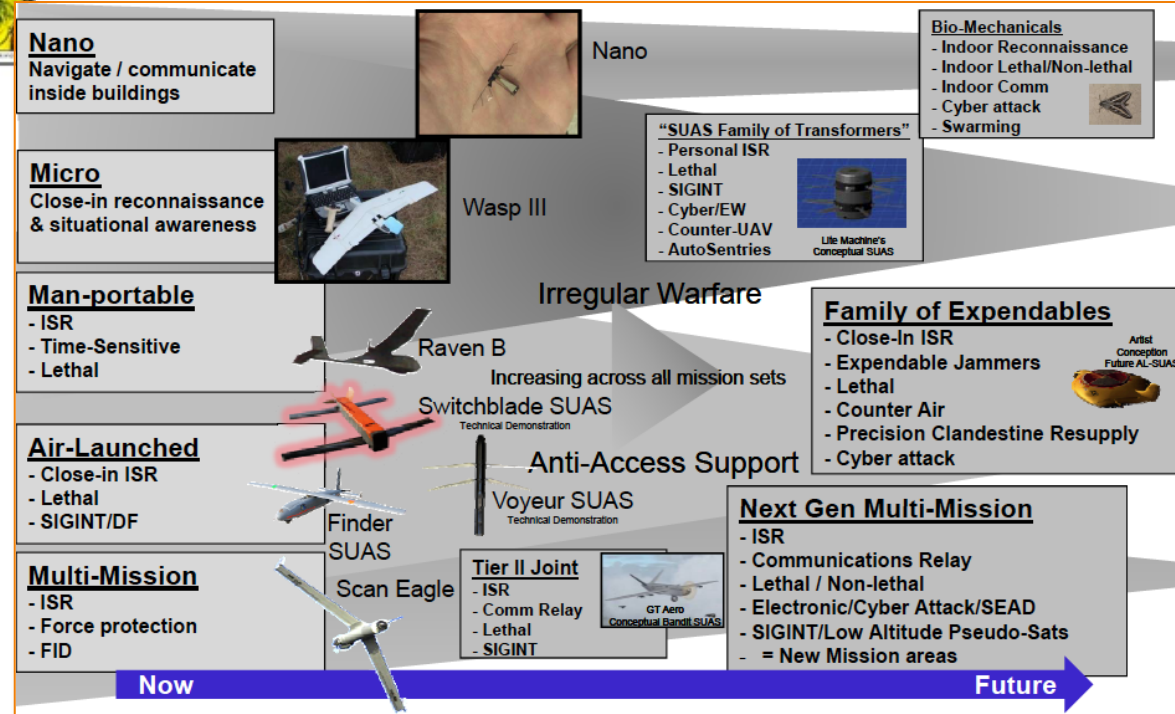 Nano
Navigate / communicate
inside buildings
Nano
Bio-Mechanicals
- Indoor Reconnaissance
- Indoor Lethal/Non-lethal
- Indoor Comm
- Cyber attack
- Swarming
Micro
Close-in reconnaissance
& situational awareness
Wasp III
"SUAS Family of Transformers"
- Personal ISR
- Lethal
- SIGINT
- Cyber/EW
- Counter-UAV
- AutoSentries
Lite Machine's
Conceptual SUAS
Man-portable
- ISR
- Time-Sensitive
- Lethal
Raven B
Irregular Warfare
Increasing across all mission sets
Switchblade SUAS
Technical Demonstration
Family of Expendables
- Close-In ISR
- Expendable Jammers
- Lethal
- Counter Air
- Precision Clandestine Resupply
- Cyber attack
Artist
Conception
Future AL-SUAS
Air-Launched
- Close-in ISR
- Lethal
- SIGINT/DF
Finder
SUAS
Anti-Access Support
Voyeur SUAS
Technical Demonstration
Multi-Mission
- ISR
- Force protection
- FID
Scan Eagle
Tier II Joint
- ISR
- Comm Relay
- Lethal
- SIGINT
GT Aero
Conceptual Bandit SUAS
Next Gen Multi-Mission
- ISR
- Communications Relay
- Lethal / Non-lethal
- Electronic/Cyber Attack/SEAD
- SIGINT/Low Altitude Pseudo-Sats
- = New Mission areas
Now
Future